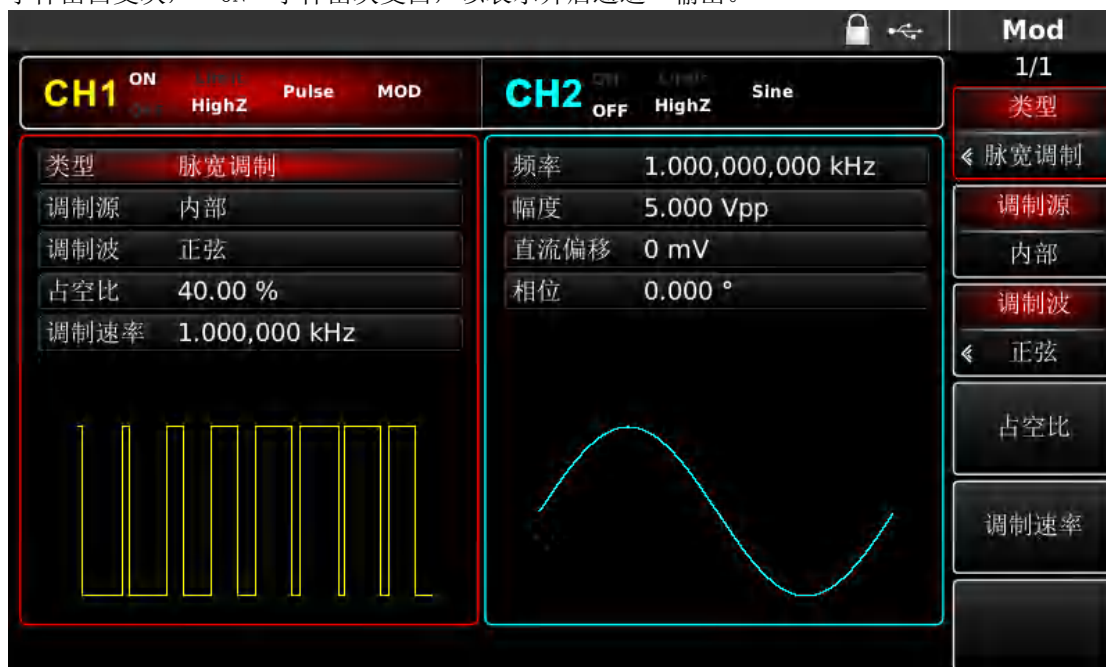 Mod
1/1
CH1 ON HighZ Pulse MOD
CH2 OFF HighZ Sine
类型 脉宽调制
调制源 内部
调制波 正弦
占空比 40.00 %
调制速率 1.000,000 kHz
频率 1.000,000,000 kHz
幅度 5.000 Vpp
直流偏移 0 mV
相位 0.000 °
类型
脉宽调制
调制源
内部
调制波
正弦
占空比
调制速率